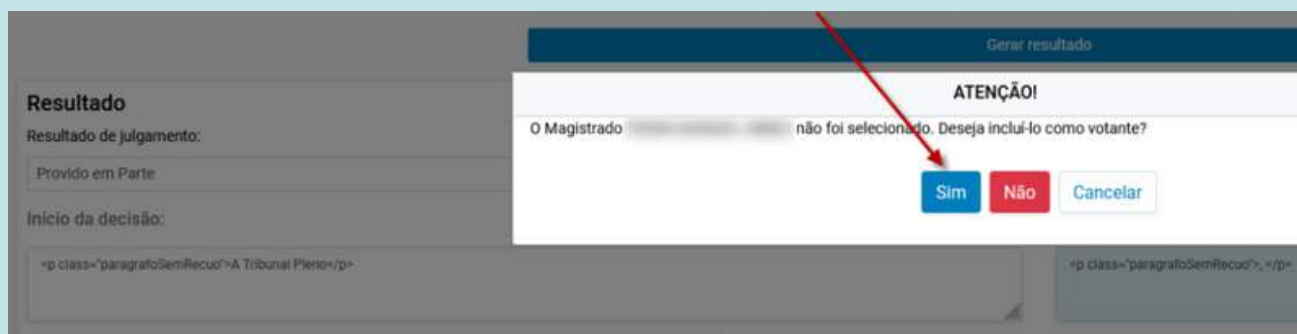 Gerar resultado
ATENÇÃO!
Resultado
O Magistrado não foi selecionado. Deseja incluí-lo como votante?
Resultado de julgamento:
Provido em Parte
Sim Não Cancelar
Início da decisão:
<p class="paragrafoSemRecuo">A Tribunal Pleno</p>
<p class="paragrafoSemRecuo">, </p>